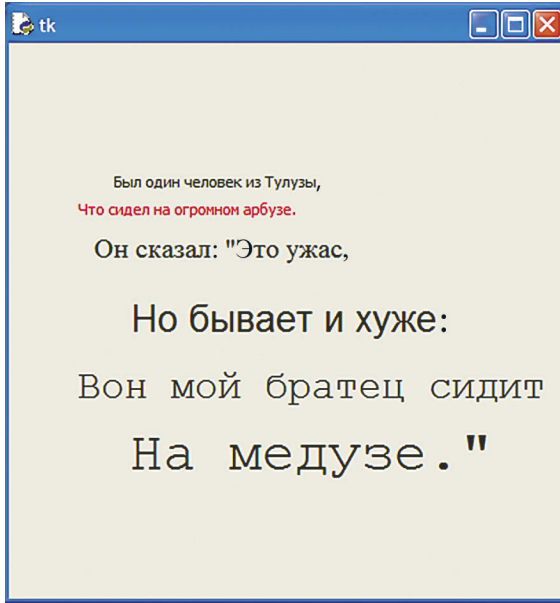 tk
Был один человек из Тулузы,
Что сидел на огромном арбузе.
Он сказал: "Это ужас,
Но бывает и хуже:
Вон мой братец сидит
На медузе."